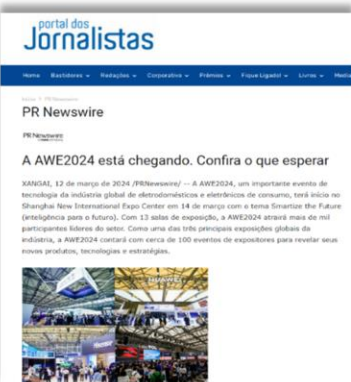 portal dos
Jornalistas
Home Bastidores Redações Corporativo Prêmios Fique Ligado! Livros Media
Home PR Newswire
PR Newswire
PR Newswire
A AWE2024 está chegando. Confira o que esperar
XANGAI, 12 de março de 2024 /PRNewswire/ -- A AWE2024, um importante evento de
tecnologia da indústria global de eletrodomésticos e eletrônicos de consumo, terá início no
Shanghai New International Expo Center em 14 de março com o tema Smartize the Future
(inteligência para o futuro). Com 13 salas de exposição, a AWE2024 atrairá mais de mil
participantes líderes do setor. Como uma das três principais exposições globais da
indústria, a AWE2024 contará com cerca de 100 eventos de expositores para revelar seus
novos produtos, tecnologias e estratégias.
HUAWEI